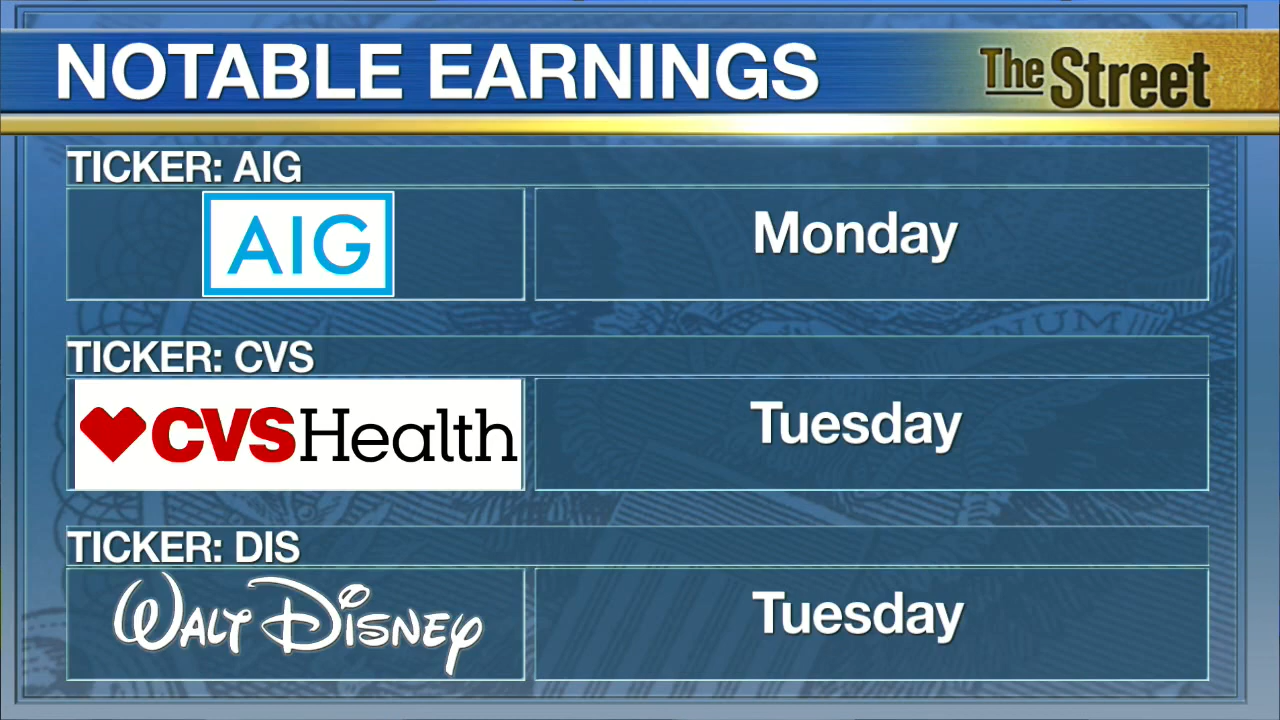 NOTABLE EARNINGS
The Street
TICKER: AIG
AIG
Monday
TICKER: CVS
CVSHealth
Tuesday
TICKER: DIS
WALT DISNEY
Tuesday